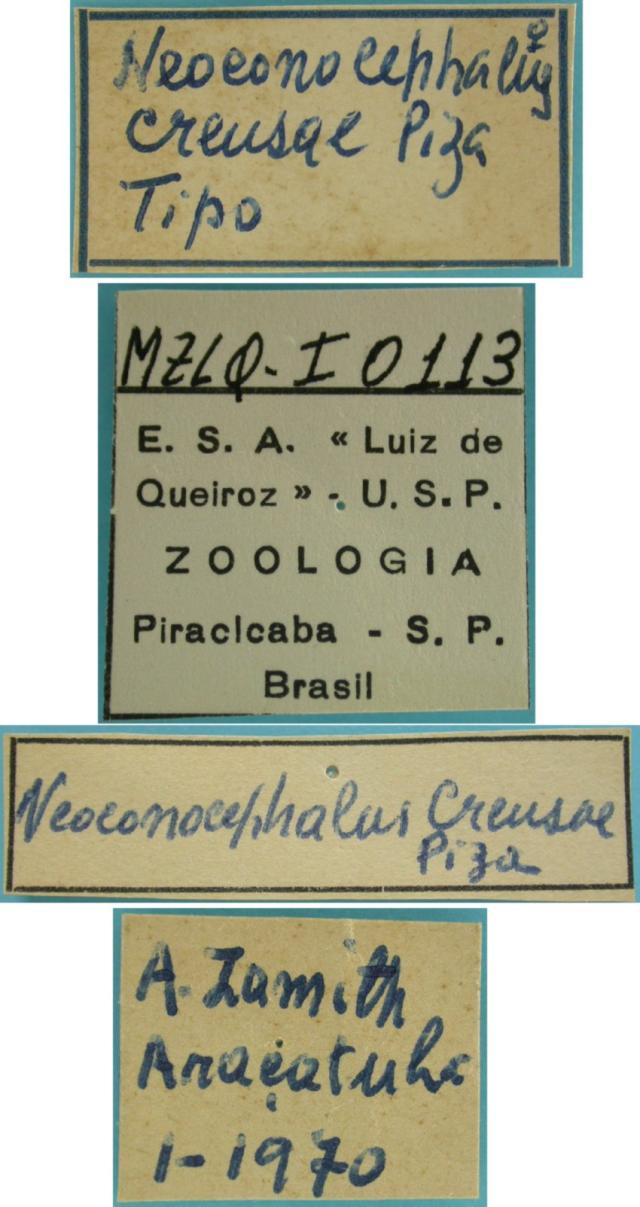 Neoconocephalus ♀
creusae Piza
Tipo
MZLQ-I 0113
E. S. A. « Luiz de
Queiroz » - U. S. P.
ZOOLOGIA
Piracicaba - S. P.
Brasil
Neoconocephalus Creusae
Piza
A. Zamith
Araçatuba
1-1970